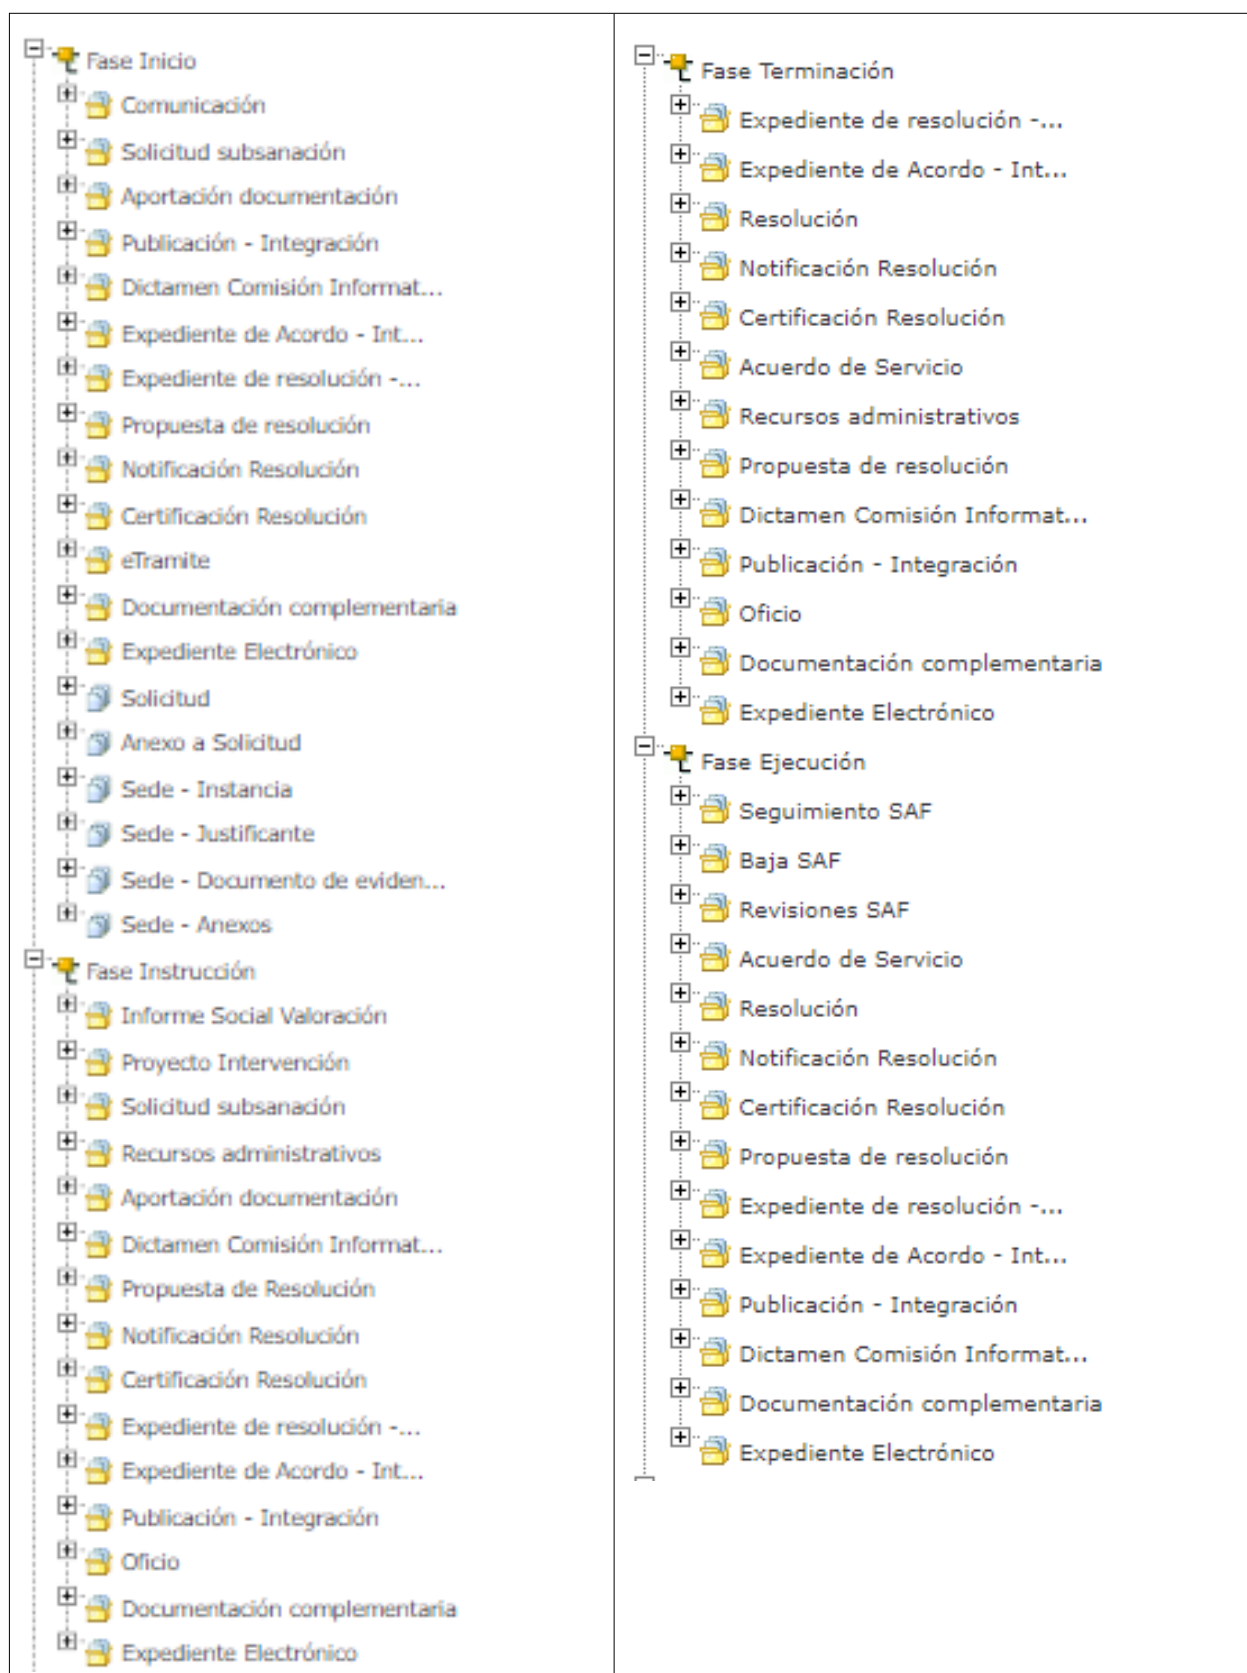 Fase Inicio
Comunicación
Solicitud subsanación
Aportación documentación
Publicación - Integración
Dictamen Comisión Informat...
Expediente de Acordo - Int...
Expediente de resolución -...
Propuesta de resolución
Notificación Resolución
Certificación Resolución
eTramite
Documentación complementaria
Expediente Electrónico
Solicitud
Anexo a Solicitud
Sede - Instancia
Sede - Justificante
Sede - Documento de eviden...
Sede - Anexos
Fase Instrucción
Informe Social Valoración
Proyecto Intervención
Solicitud subsanación
Recursos administrativos
Aportación documentación
Dictamen Comisión Informat...
Propuesta de Resolución
Notificación Resolución
Certificación Resolución
Expediente de resolución -...
Expediente de Acordo - Int...
Publicación - Integración
Oficio
Documentación complementaria
Expediente Electrónico
Fase Terminación
Expediente de resolución -...
Expediente de Acordo - Int...
Resolución
Notificación Resolución
Certificación Resolución
Acuerdo de Servicio
Recursos administrativos
Propuesta de resolución
Dictamen Comisión Informat...
Publicación - Integración
Oficio
Documentación complementaria
Expediente Electrónico
Fase Ejecución
Seguimiento SAF
Baja SAF
Revisiones SAF
Acuerdo de Servicio
Resolución
Notificación Resolución
Certificación Resolución
Propuesta de resolución
Expediente de resolución -...
Expediente de Acordo - Int...
Publicación - Integración
Dictamen Comisión Informat...
Documentación complementaria
Expediente Electrónico